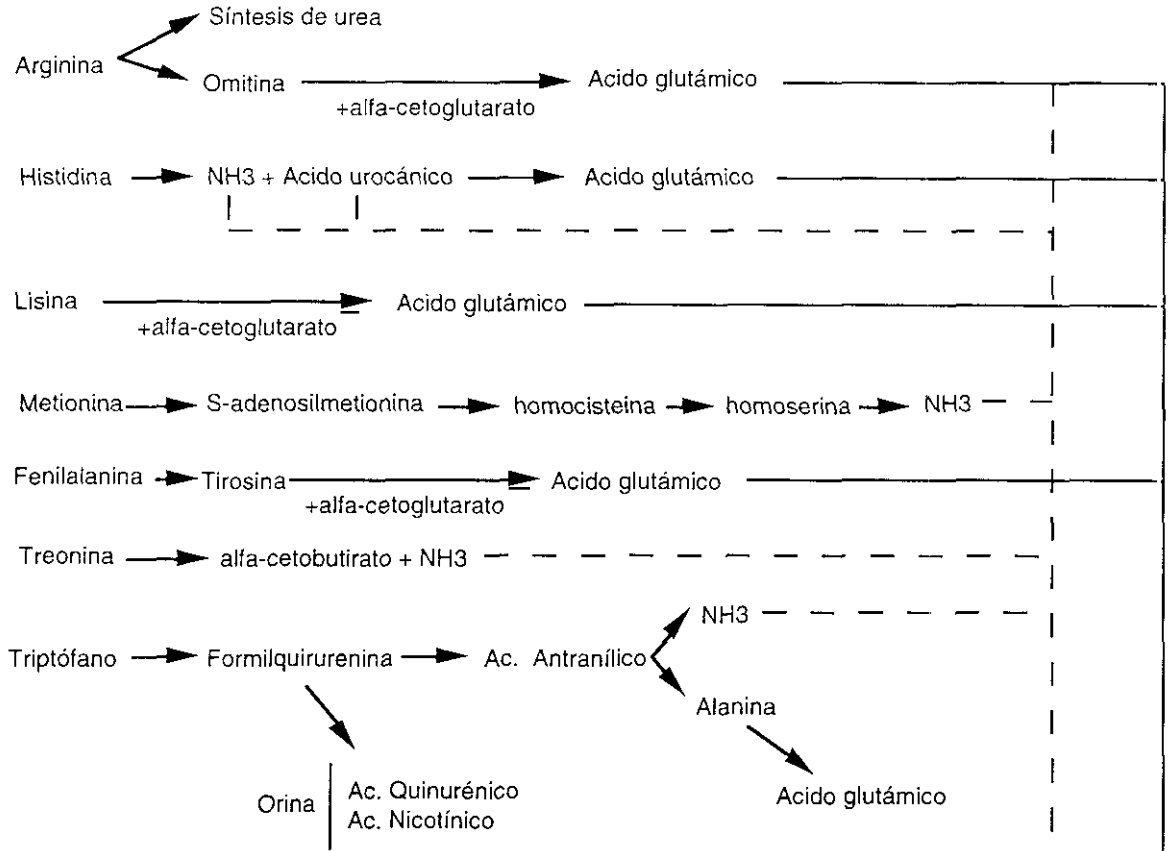 Síntesis de urea
Arginina
Omitina
Acido glutámico
+alfa-cetoglutarato
Histidina
NH3 + Acido urocánico
Acido glutámico
Lisina
Acido glutámico
+alfa-cetoglutarato
Metionina
S-adenosilmetionina
homocisteina
homoserina
NH3
Fenilalanina
Tirosina
Acido glutámico
+alfa-cetoglutarato
Treonina
alfa-cetobutirato + NH3
NH3
Triptófano
Formilquirurenina
Ac. Antranílico
Alanina
Orina
Ac. Quinurénico
Ac. Nicotínico
Acido glutámico